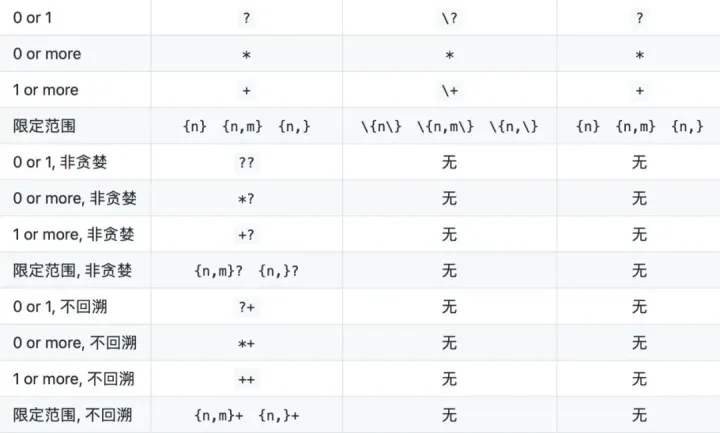 0 or 1 ? \? ?
0 or more * * *
1 or more + \+ +
限定范围 {n} {n,m} {n,} \{n\} \{n,m\} \{n,\} {n} {n,m} {n,}
0 or 1, 非贪婪 ?? 无 无
0 or more, 非贪婪 *? 无 无
1 or more, 非贪婪 +? 无 无
限定范围, 非贪婪 {n,m}? {n,}? 无 无
0 or 1, 不回溯 ?+ 无 无
0 or more, 不回溯 *+ 无 无
1 or more, 不回溯 ++ 无 无
限定范围, 不回溯 {n,m}+ {n,}+ 无 无